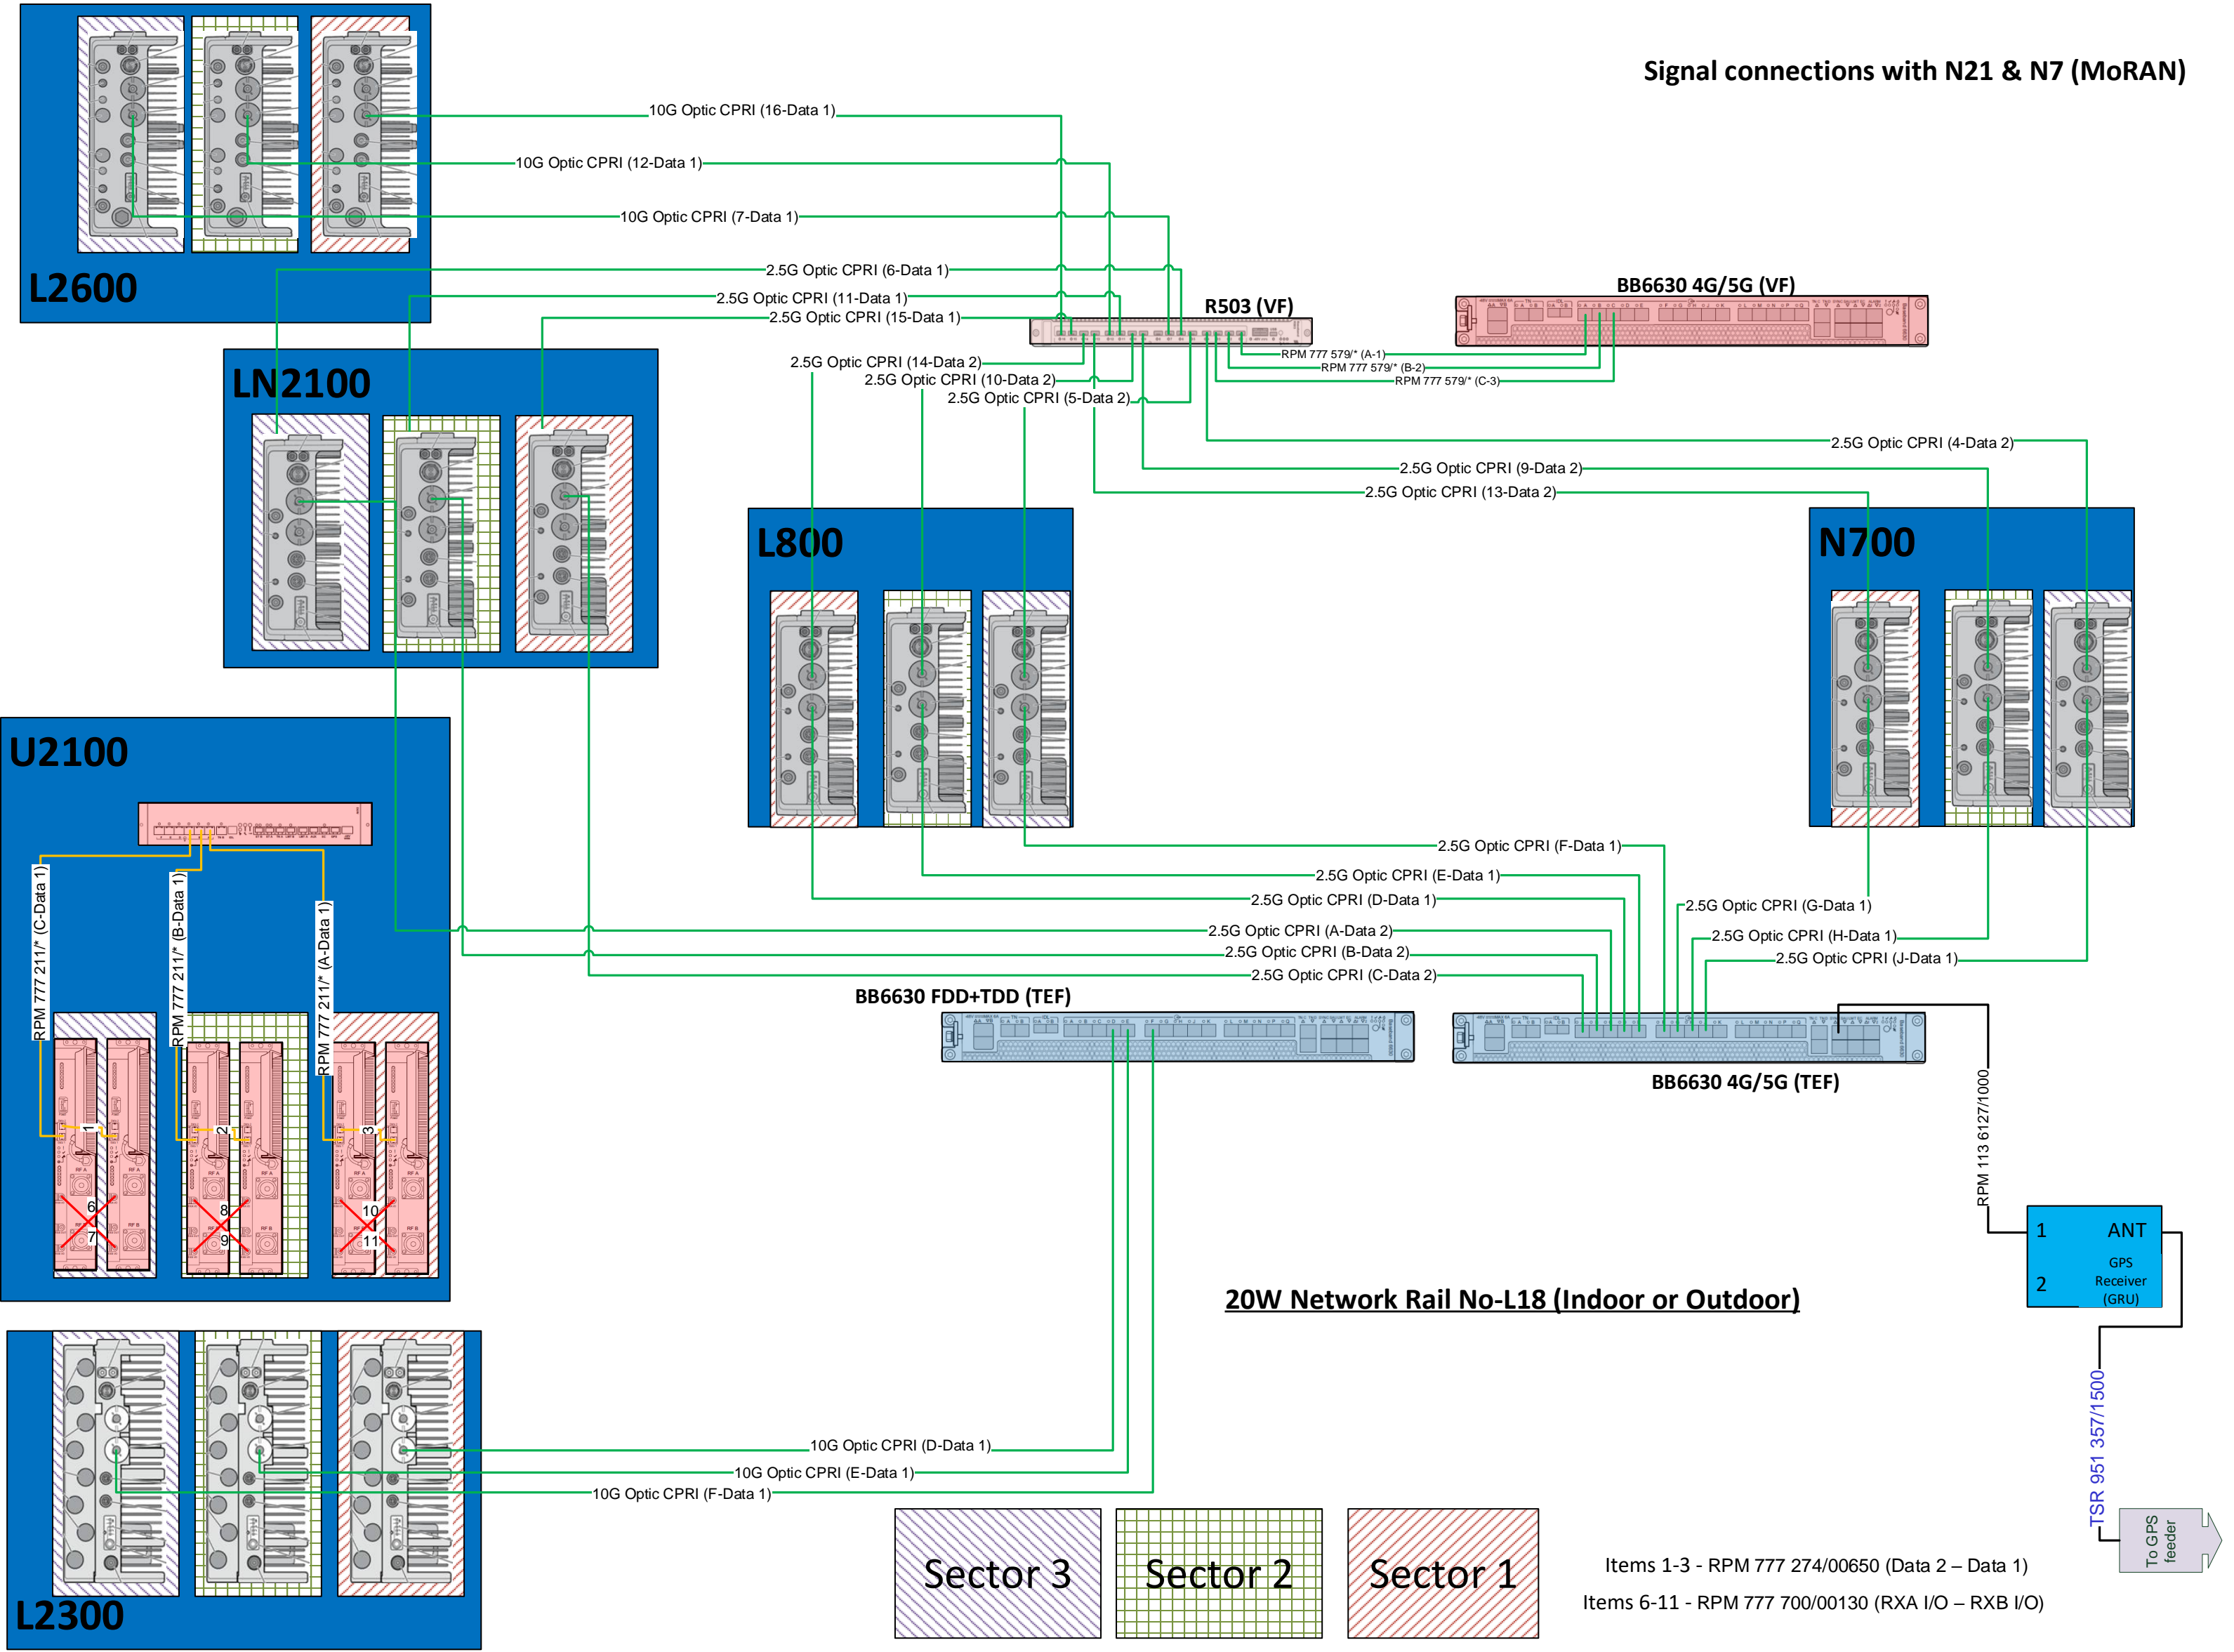 Signal connections with N21 & N7 (MoRAN)
10G Optic CPRI (16-Data 1)
10G Optic CPRI (12-Data 1)
10G Optic CPRI (7-Data 1)
L2600
2.5G Optic CPRI (6-Data 1)
2.5G Optic CPRI (11-Data 1)
2.5G Optic CPRI (15-Data 1)
R503 (VF)
BB6630 4G/5G (VF)
LN2100
2.5G Optic CPRI (14-Data 2)
2.5G Optic CPRI (10-Data 2)
2.5G Optic CPRI (5-Data 2)
RPM 777 579/* (A-1)
RPM 777 579/* (B-2)
RPM 777 579/* (C-3)
2.5G Optic CPRI (4-Data 2)
2.5G Optic CPRI (9-Data 2)
2.5G Optic CPRI (13-Data 2)
L800
N700
U2100
RPM 777 211/* (C-Data 1)
RPM 777 211/* (B-Data 1)
RPM 777 211/* (A-Data 1)
2.5G Optic CPRI (F-Data 1)
2.5G Optic CPRI (E-Data 1)
2.5G Optic CPRI (D-Data 1)
2.5G Optic CPRI (G-Data 1)
2.5G Optic CPRI (A-Data 2)
2.5G Optic CPRI (H-Data 1)
2.5G Optic CPRI (B-Data 2)
2.5G Optic CPRI (J-Data 1)
2.5G Optic CPRI (C-Data 2)
BB6630 FDD+TDD (TEF)
BB6630 4G/5G (TEF)
1
2
3
RF A
RF A
RF A
RF A
RF A
RF A
6
7
8
9
10
11
RF B
RF B
RF B
RPM 113 6127/1000
1
ANT
2
GPS
Receiver
(GRU)
20W Network Rail No-L18 (Indoor or Outdoor)
TSR 951 357/1500
To GPS
feeder
10G Optic CPRI (D-Data 1)
10G Optic CPRI (E-Data 1)
10G Optic CPRI (F-Data 1)
L2300
Sector 3
Sector 2
Sector 1
Items 1-3 - RPM 777 274/00650 (Data 2 – Data 1)
Items 6-11 - RPM 777 700/00130 (RXA I/O – RXB I/O)